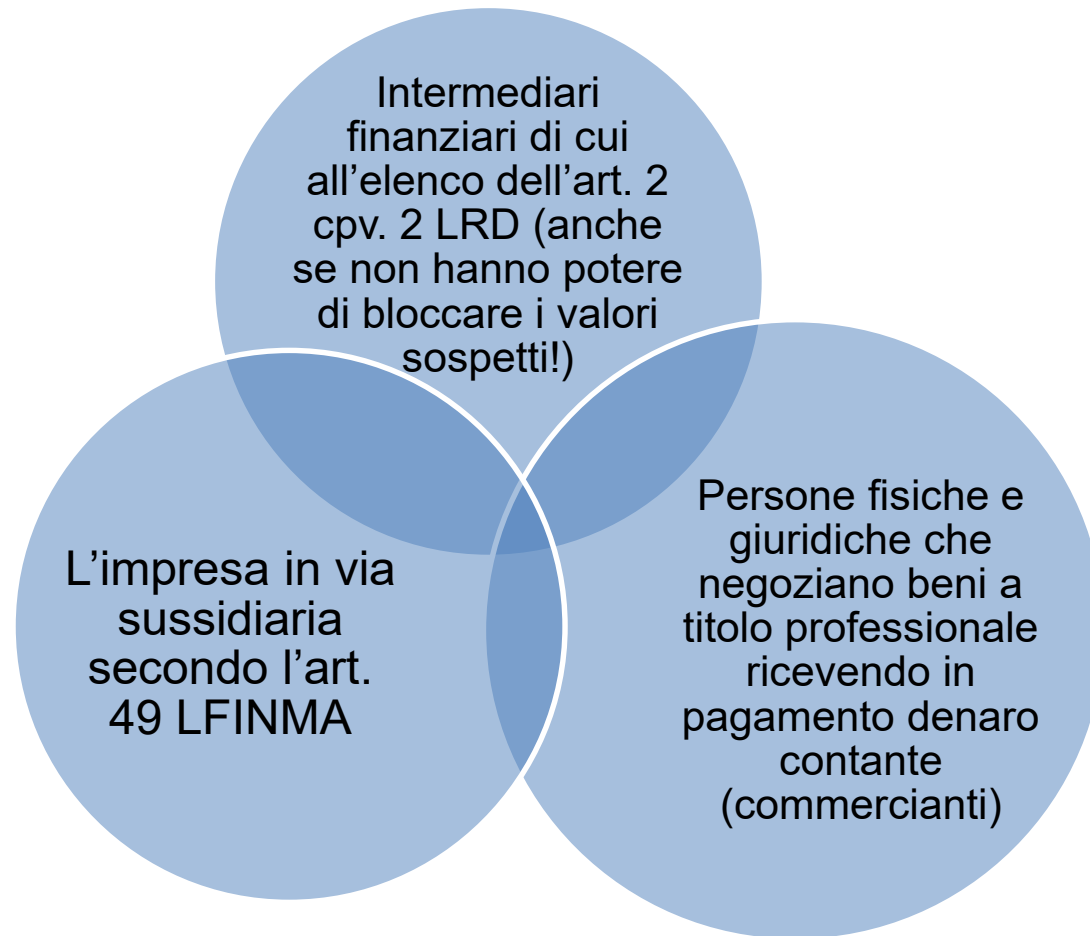 Intermediari
finanziari di cui
all’elenco dell’art. 2
cpv. 2 LRD (anche
se non hanno potere
di bloccare i valori
sospetti!)
L’impresa in via
sussidiaria
secondo l’art.
49 LFINMA
Persone fisiche e
giuridiche che
negoziano beni a
titolo professionale
ricevendo in
pagamento denaro
contante
(commercianti)